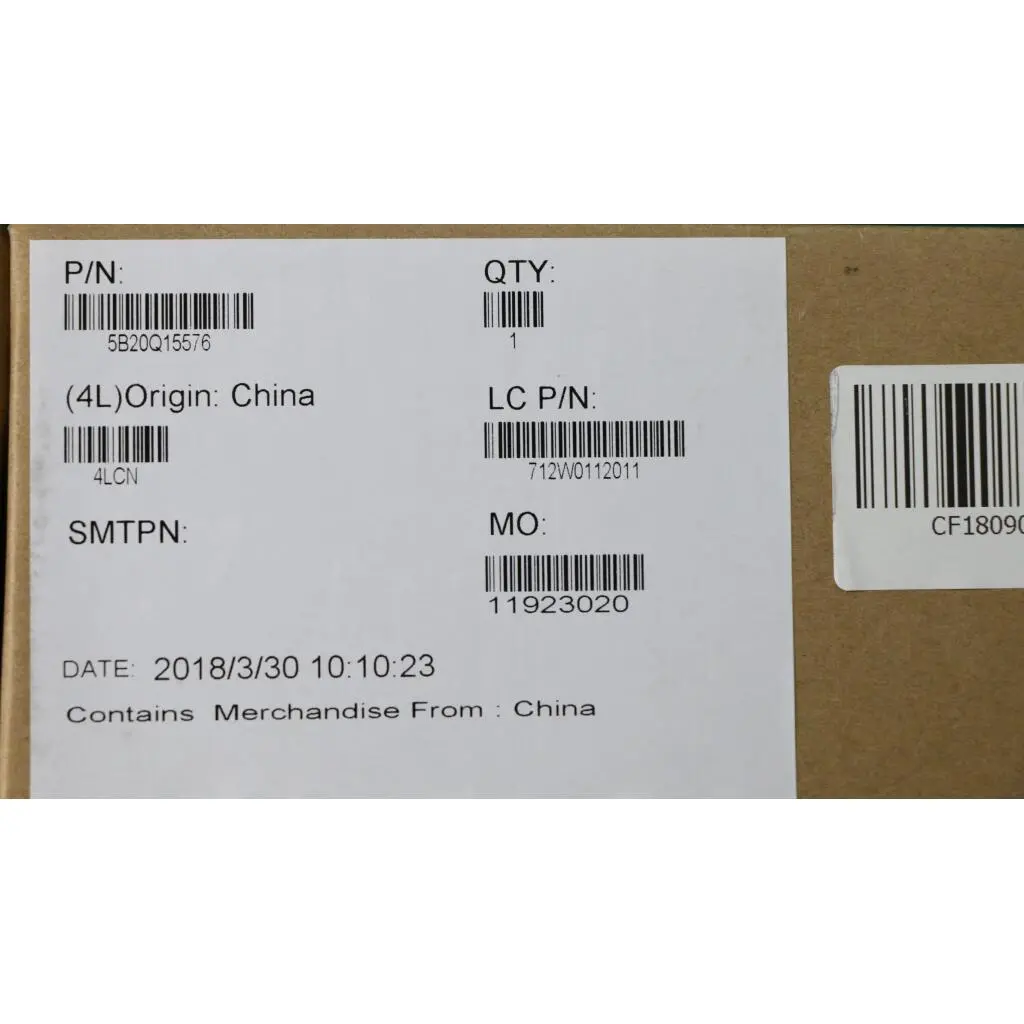 P/N:
5B20Q15576
QTY:
1
(4L)Origin: China
4LCN
LC P/N:
712W0112011
SMTPN:
MO:
11923020
DATE: 2018/3/30 10:10:23
Contains Merchandise From : China
CF18090